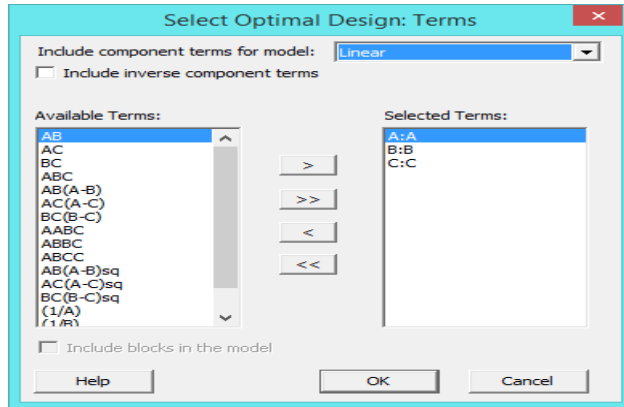 Select Optimal Design: Terms
Include component terms for model: Linear
Include inverse component terms
Available Terms:
AB
AC
BC
ABC
AB(A-B)
AC(A-C)
BC(B-C)
AABC
ABBC
ABCC
AB(A-B)sq
AC(A-C)sq
BC(B-C)sq
(1/A)
(1/B)
>
>>
<
<<
Selected Terms:
A:A
B:B
C:C
Include blocks in the model
Help
OK
Cancel